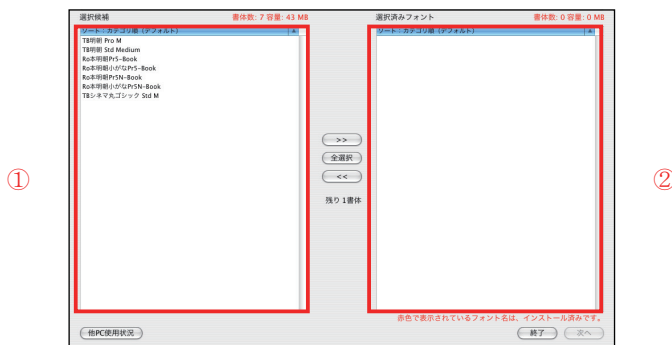 選択候補
書体数: 7 容量: 43 MB
ソート：カテゴリ順（デフォルト）
TB明朝 Pro M
TB明朝 Std Medium
Ro本明朝Pr5-Book
Ro本明朝小がなPr5-Book
Ro本明朝Pr5N-Book
Ro本明朝小がなPr5N-Book
TBシネマ丸ゴシック Std M
①
>>
全選択
<<
残り 1書体
選択済みフォント
書体数: 0 容量: 0 MB
ソート：カテゴリ順（デフォルト）
②
赤色で表示されているフォント名は、インストール済みです。
他PC使用状況
終了
次へ